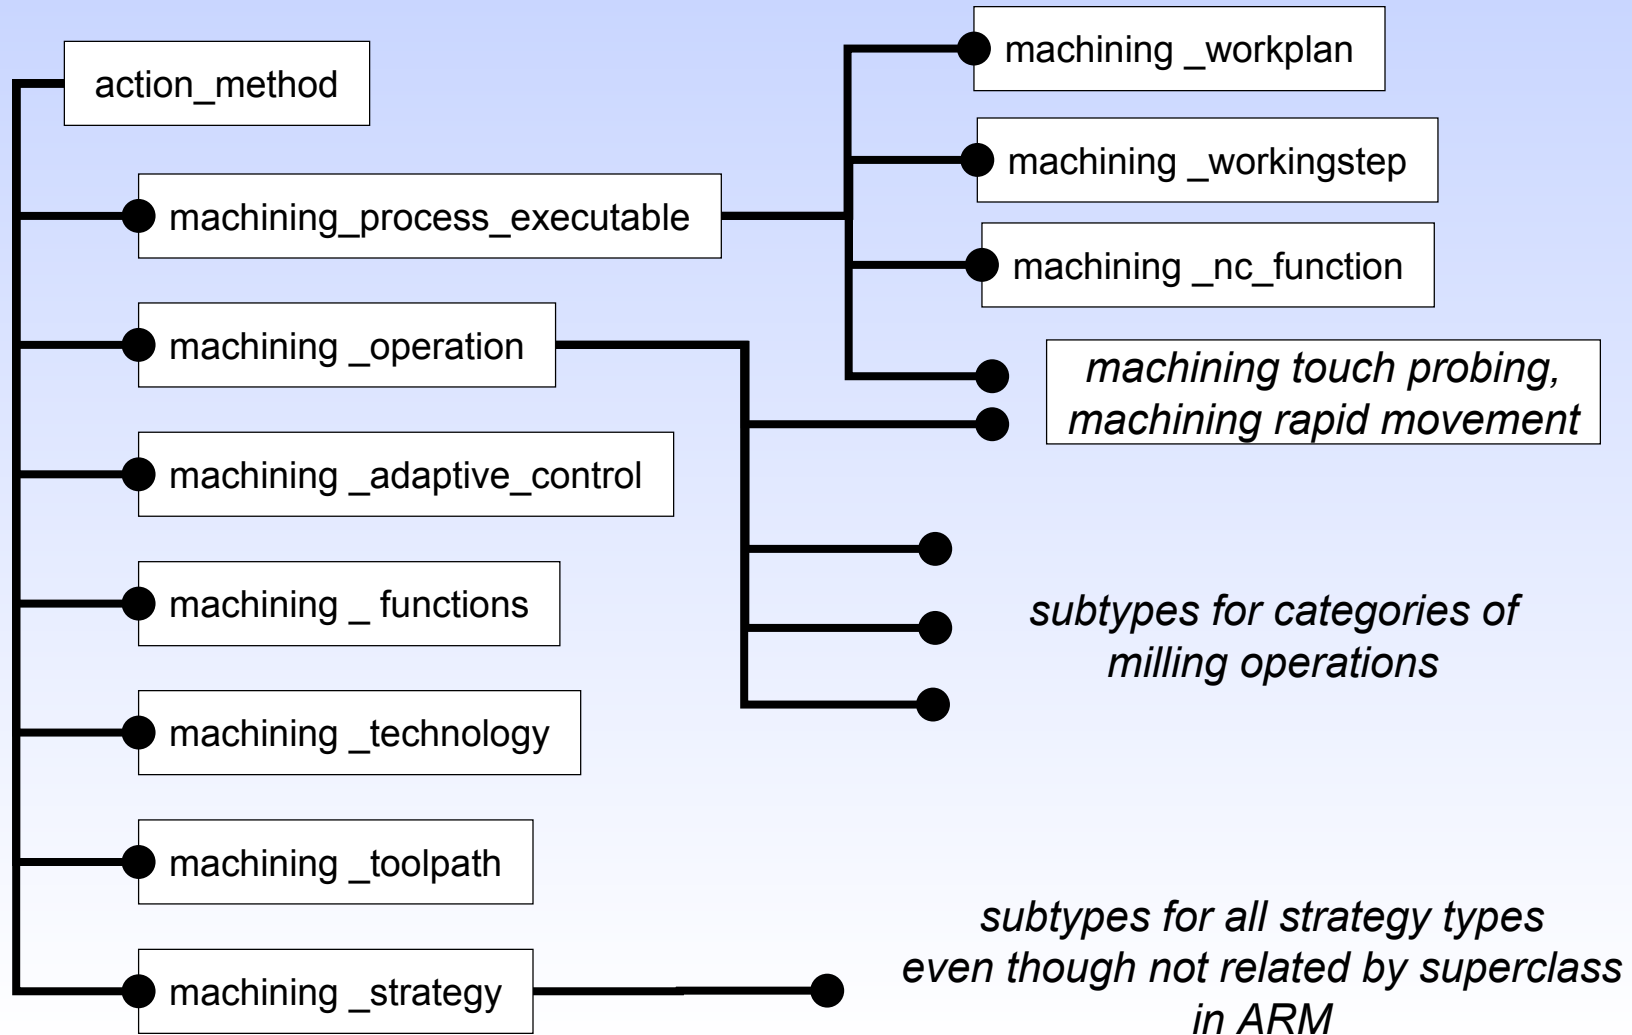 action_method
machining_process_executable
machining _operation
machining _adaptive_control
machining _ functions
machining _technology
machining _toolpath
machining _strategy
machining _workplan
machining _workingstep
machining _nc_function
machining touch probing,
machining rapid movement
subtypes for categories of
milling operations
subtypes for all strategy types
even though not related by superclass
in ARM